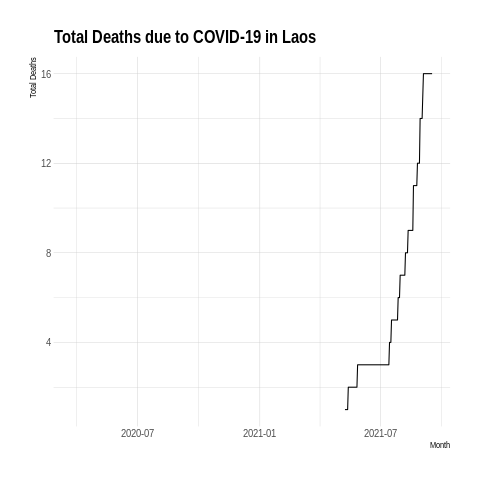 Total Deaths due to COVID-19 in Laos
Total Deaths
16
12
8
4
2020-07
2021-01
2021-07
Month